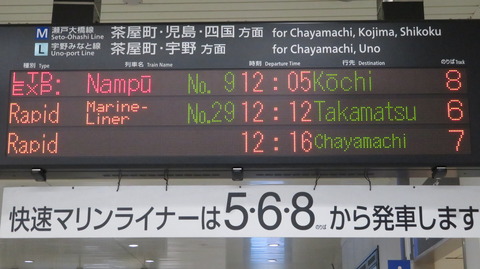 M 瀬戸大橋線 Seto-Ohashi Line 茶屋町・児島・四国 方面 for Chayamachi, Kojima, Shikoku
L 宇野みなと線 Uno-port Line 茶屋町・宇野 方面 for Chayamachi, Uno
種別 Type 列車名 Train Name 時刻 Departure Time 行先 Destination のりば Track
LTD. EXP: Nampū No. 9 12:05 Kōchi 8
Rapid Marine-Liner No.29 12:12 Takamatsu 6
Rapid 12:16 Chayamachi 7
快速マリンライナーは5・6・8のりばから発車します